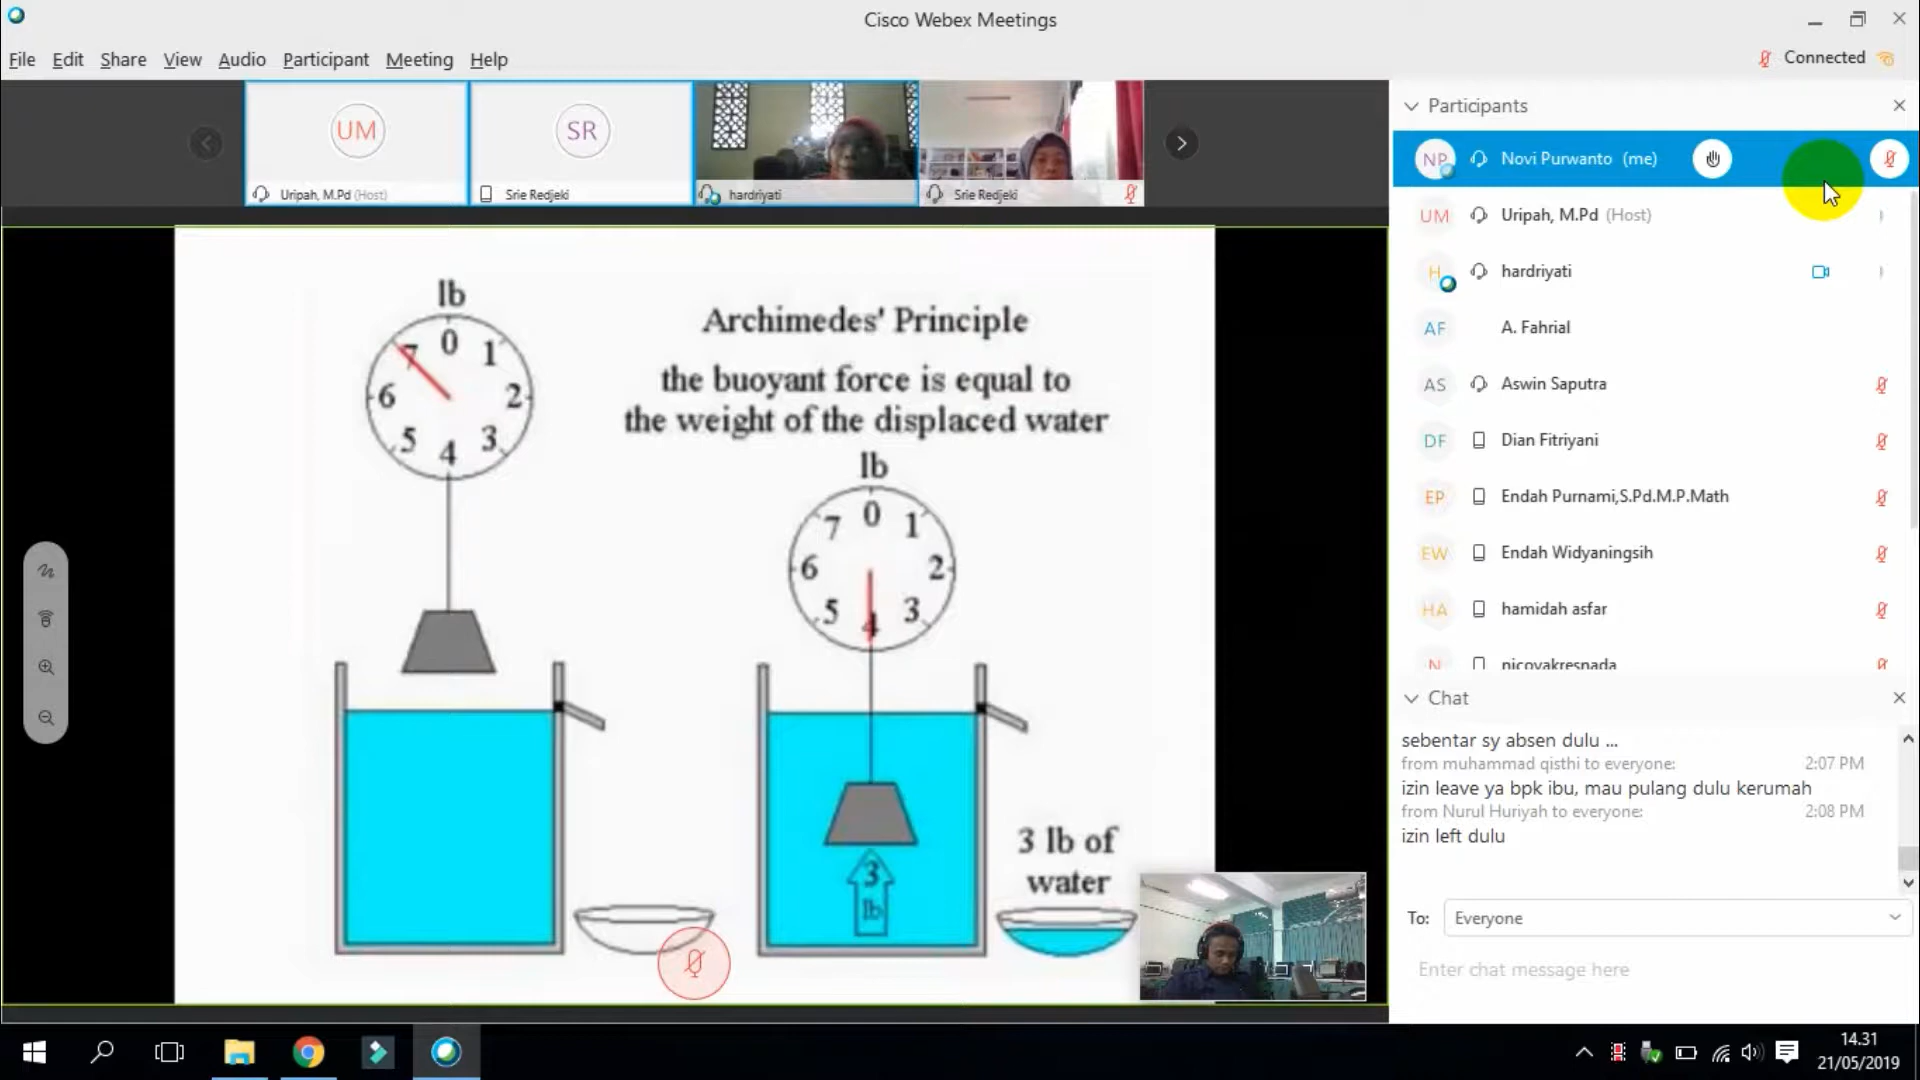 Cisco Webex Meetings
File Edit Share View Audio Participant Meeting Help
Connected
UM
Uripah, M.Pd (Host)
SR
Srie Redjeki
hardriyati
Srie Redjeki
lb
0
1
2
3
4
5
6
7
Archimedes' Principle
the buoyant force is equal to
the weight of the displaced water
lb
0
1
2
3
4
5
6
7
3
lb
3 lb of
water
Participants
NP Novi Purwanto (me)
UM Uripah, M.Pd (Host)
H hardriyati
AF A. Fahrial
AS Aswin Saputra
DF Dian Fitriyani
EP Endah Purnami,S.Pd.M.P.Math
EW Endah Widyaningsih
HA hamidah asfar
N nicoyakresnada
Chat
sebentar sy absen dulu ...
from muhammad qisthi to everyone: 2:07 PM
izin leave ya bpk ibu, mau pulang dulu kerumah
from Nurul Huriyah to everyone: 2:08 PM
izin left dulu
To: Everyone
Enter chat message here
14.31
21/05/2019